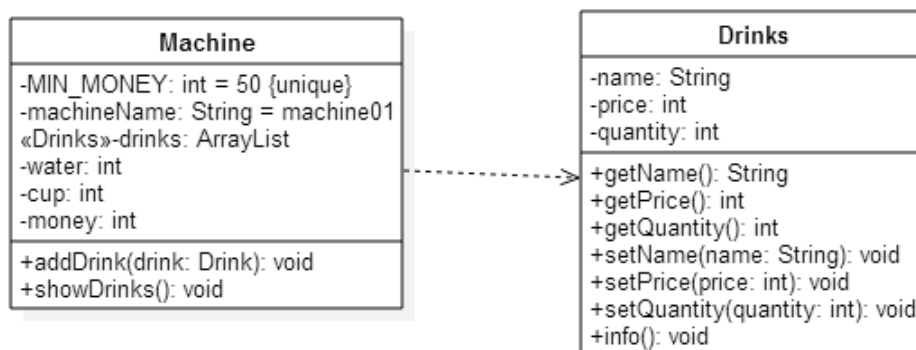 Machine
-MIN_MONEY: int = 50 {unique}
-machineName: String = machine01
«Drinks»-drinks: ArrayList
-water: int
-cup: int
-money: int
+addDrink(drink: Drink): void
+showDrinks(): void
Drinks
-name: String
-price: int
-quantity: int
+getName(): String
+getPrice(): int
+getQuantity(): int
+setName(name: String): void
+setPrice(price: int): void
+setQuantity(quantity: int): void
+info(): void